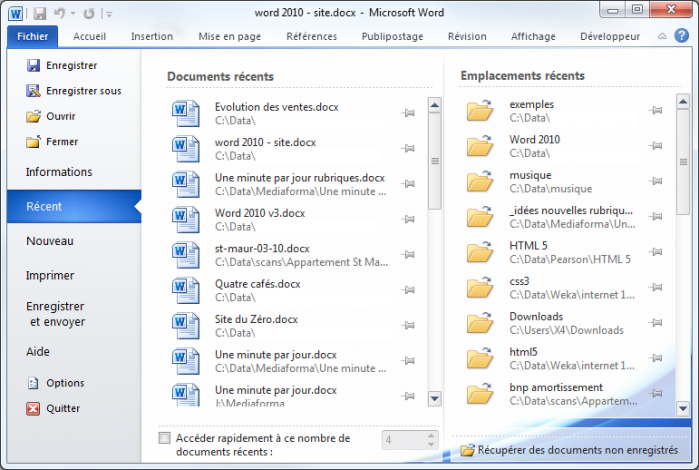 word 2010 - site.docx - Microsoft Word
Fichier Accueil Insertion Mise en page Références Publipostage Révision Affichage Développeur
Enregistrer
Enregistrer sous
Ouvrir
Fermer
Informations
Récent
Nouveau
Imprimer
Enregistrer
et envoyer
Aide
Options
Quitter
Documents récents
Evolution des ventes.docx
C:\Data\
word 2010 - site.docx
C:\Data\
Une minute par jour rubriques.docx
C:\Data\Mediaforma\Une minute ...
Word 2010 v3.docx
C:\Data\
st-maur-03-10.docx
C:\Data\scans\Appartement St Ma...
Quatre cafés.docx
C:\Data\
Site du Zéro.docx
C:\Data\
Une minute par jour.docx
C:\Data\Mediaforma\Une minute ...
Une minute par jour.docx
I:\Mediaforma
Accéder rapidement à ce nombre de
documents récents :
4
Emplacements récents
exemples
C:\Data\
Word 2010
C:\Data\
musique
C:\Data\musique
_idées nouvelles rubriqu...
C:\Data\Mediaforma\Un...
HTML 5
C:\Data\Pearson\HTML 5
css3
C:\Data\Weka\internet 1...
Downloads
C:\Users\X4\Downloads
html5
C:\Data\Weka\internet 1...
bnp amortissement
C:\Data\scans\Appartem...
Récupérer des documents non enregistrés